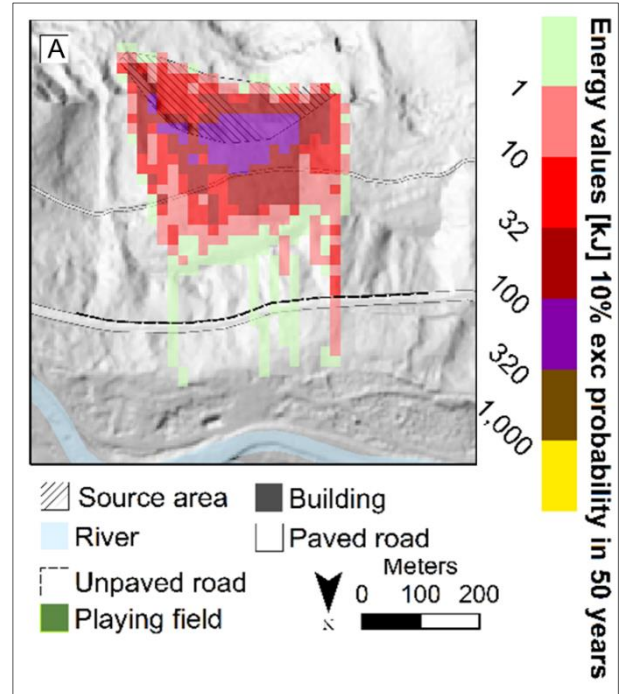 A
Energy values [kJ] 10% exc probability in 50 years
1
10
32
100
320
1,000
Source area
Building
River
Paved road
Unpaved road
Playing field
Meters
0 100 200
N